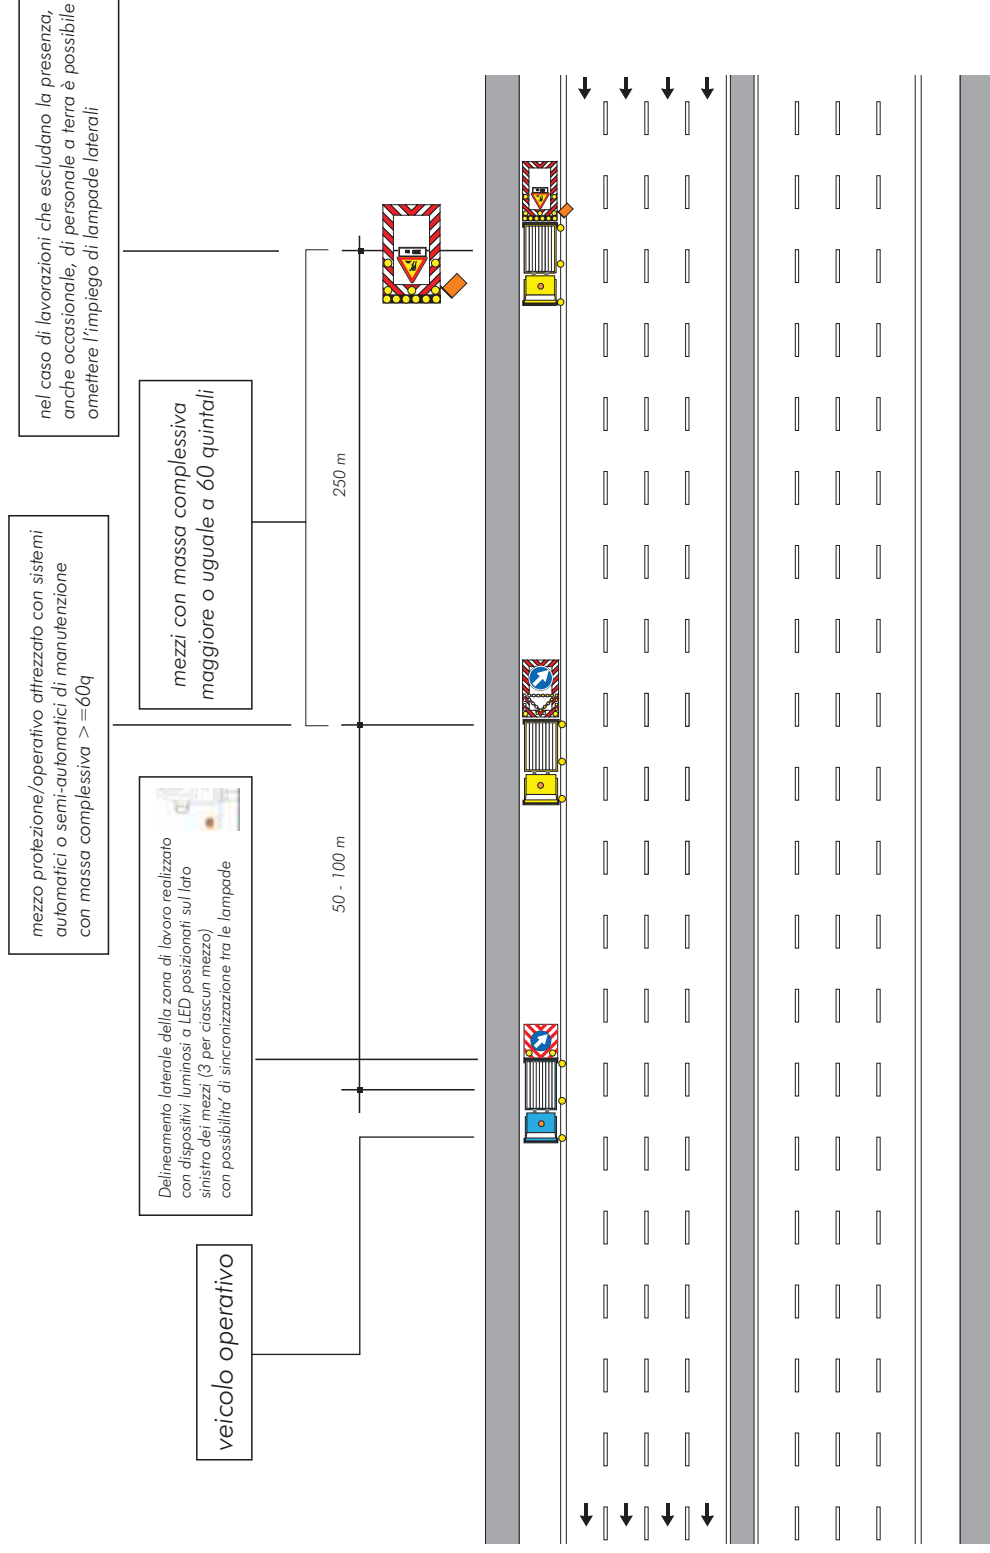 nel caso di lavorazioni che escludano la presenza,
anche occasionale, di personale a terra è possibile
omettere l'impiego di lampade laterali
mezzi con massa complessiva
maggiore o uguale a 60 quintali
250 m
mezzo protezione/operativo attrezzato con sistemi
automatici o semi-automatici di manutenzione
con massa complessiva >=60q
Delineamento laterale della zona di lavoro realizzato
con dispositivi luminosi a LED posizionati sul lato
sinistro dei mezzi (3 per ciascun mezzo)
con possibilita' di sincronizzazione tra le lampade
50 - 100 m
veicolo operativo